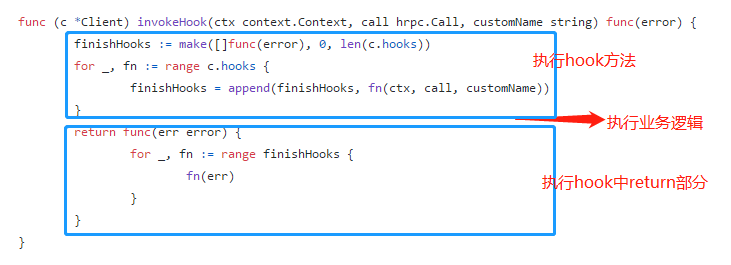 func (c *Client) invokeHook(ctx context.Context, call hrpc.Call, customName string) func(error) {
finishHooks := make([]func(error), 0, len(c.hooks))
for _, fn := range c.hooks {
执行hook方法
finishHooks = append(finishHooks, fn(ctx, call, customName))
}
执行业务逻辑
return func(err error) {
for _, fn := range finishHooks {
fn(err)
执行hook中return部分
}
}
}